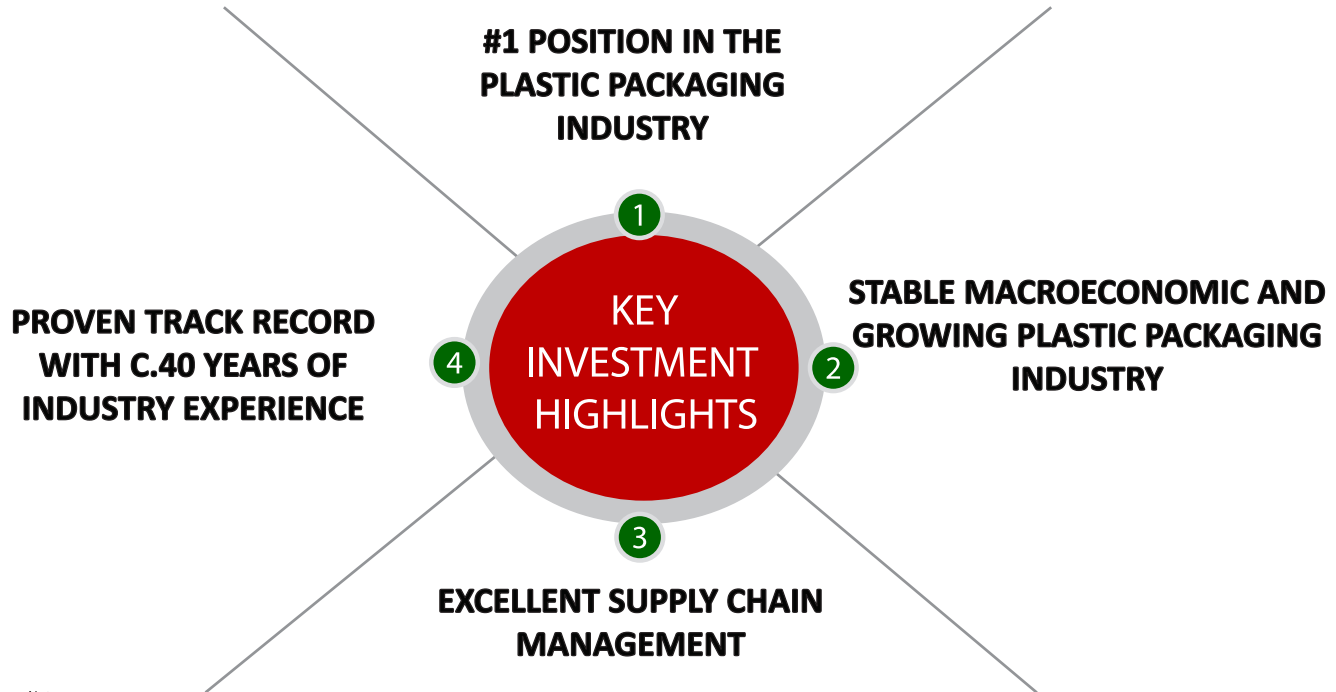 #1 POSITION IN THE
PLASTIC PACKAGING
INDUSTRY
1
KEY
INVESTMENT
HIGHLIGHTS
STABLE MACROECONOMIC AND
GROWING PLASTIC PACKAGING
INDUSTRY
2
3
EXCELLENT SUPPLY CHAIN
MANAGEMENT
PROVEN TRACK RECORD
WITH C.40 YEARS OF
INDUSTRY EXPERIENCE
4